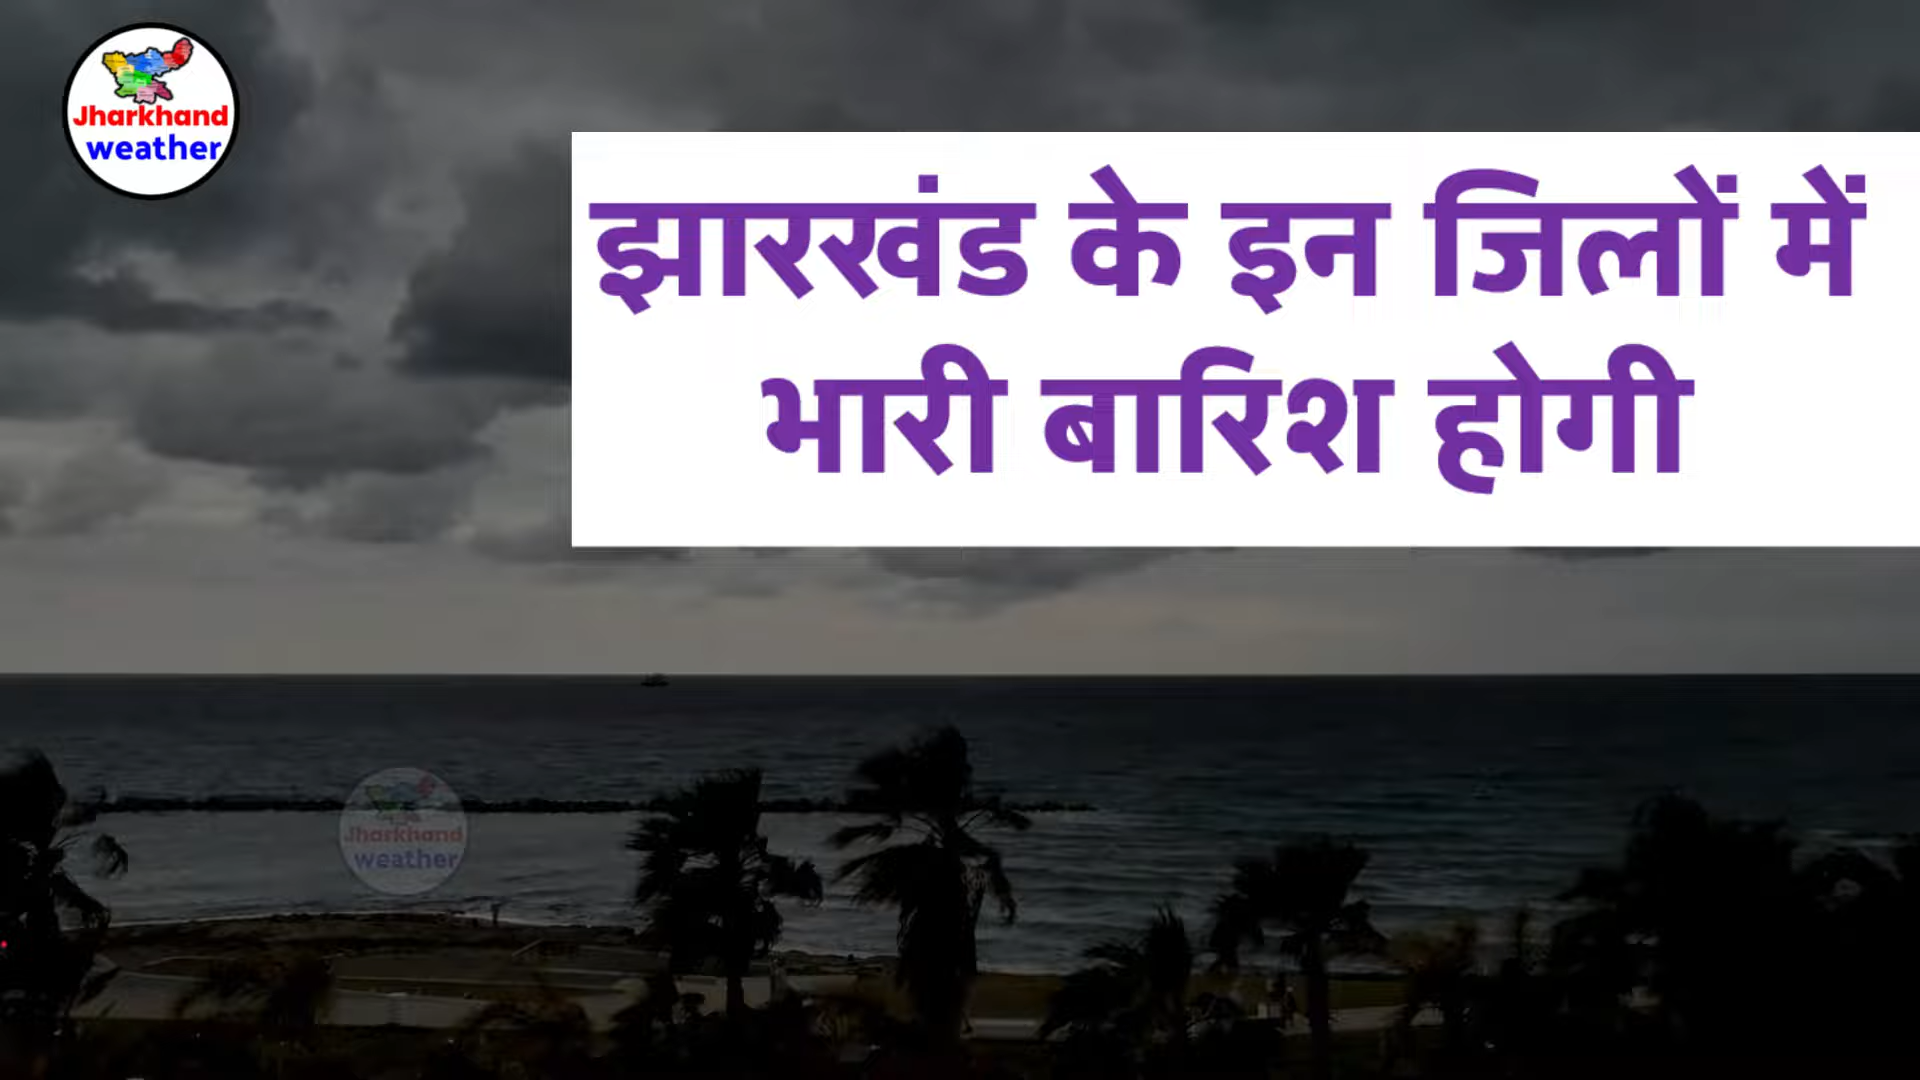 Jharkhand
weather
झारखंड के इन जिलों में
भारी बारिश होगी
Jharkhand
weather